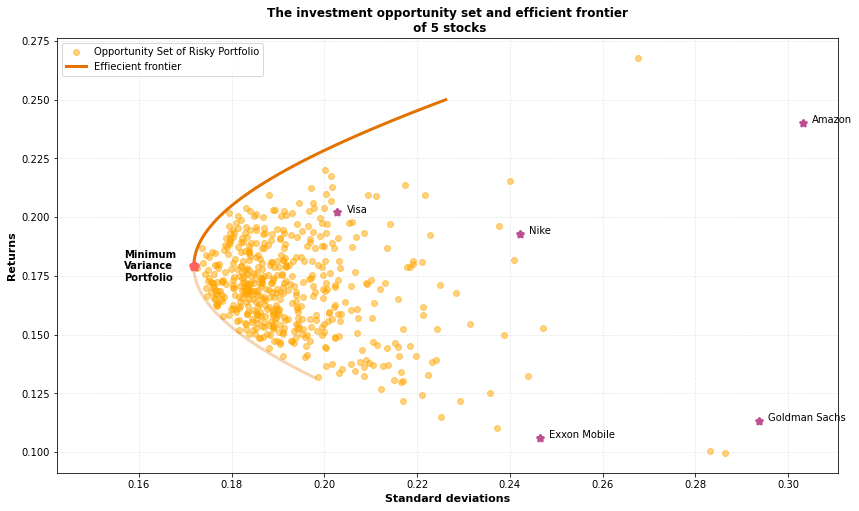 The investment opportunity set and efficient frontier
of 5 stocks
Opportunity Set of Risky Portfolio
Effiecient frontier
0.275
0.250
0.225
0.200
0.175
0.150
0.125
0.100
Returns
Amazon
Visa
Nike
Minimum
Variance
Portfolio
Goldman Sachs
Exxon Mobile
0.16
0.18
0.20
0.22
0.24
0.26
0.28
0.30
Standard deviations